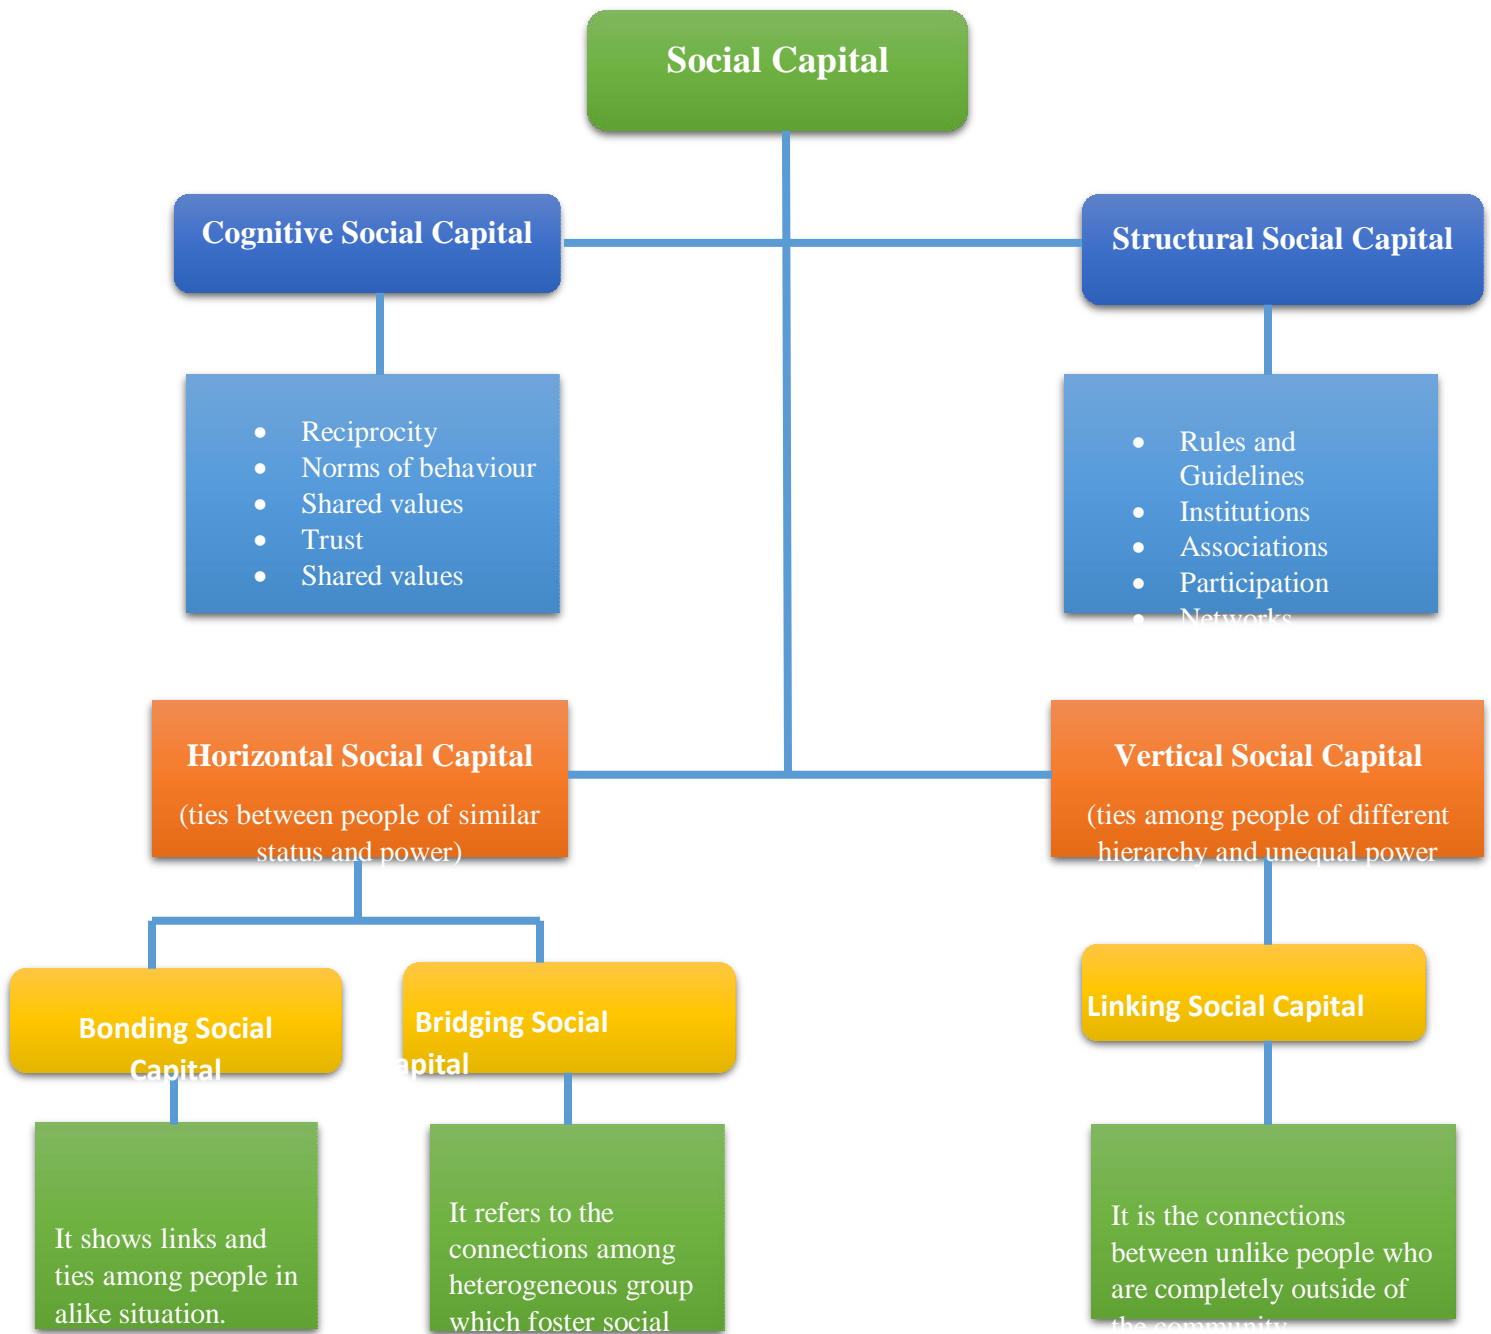 Social Capital
Cognitive Social Capital
Structural Social Capital
• Reciprocity
• Norms of behaviour
• Shared values
• Trust
• Shared values
• Rules and
Guidelines
• Institutions
• Associations
• Participation
• Networks
Horizontal Social Capital
(ties between people of similar
status and power)
Vertical Social Capital
(ties among people of different
hierarchy and unequal power
Bonding Social
Capital
Bridging Social
apital
Linking Social Capital
It shows links and
ties among people in
alike situation.
It refers to the
connections among
heterogeneous group
which foster social
It is the connections
between unlike people who
are completely outside of
the community